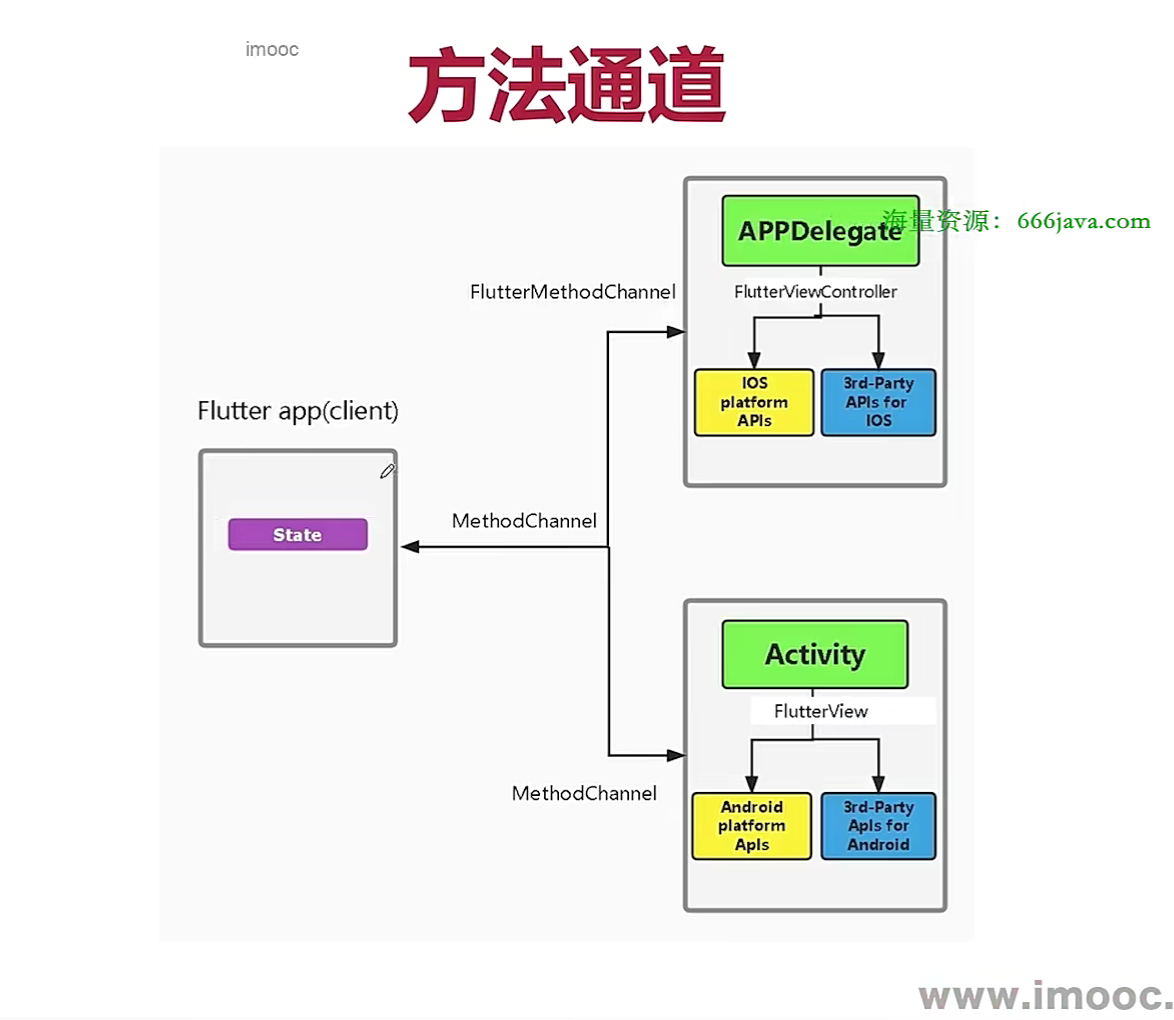 imooc
方法通道
APPDelegate
海量资源：666java.com
FlutterMethodChannel
FlutterViewController
IOS
platform
APIs
3rd-Party
APIs for
IOS
Flutter app(client)
State
MethodChannel
Activity
FlutterView
MethodChannel
Android
platform
ApIs
3rd-Party
ApIs for
Android
www.imooc.